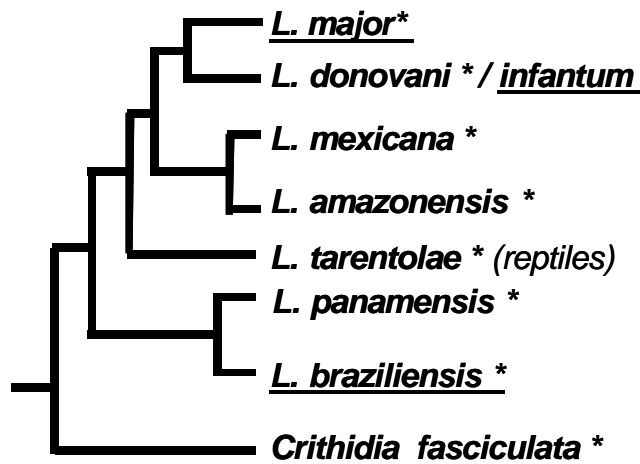 L. major*
L. donovani * / infantum
L. mexicana *
L. amazonensis *
L. tarentolae * (reptiles)
L. panamensis *
L. braziliensis *
Crithidia fasciculata *